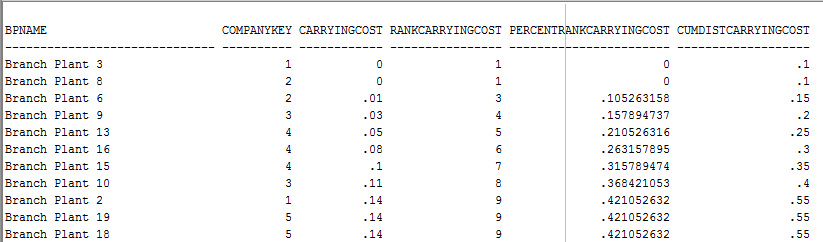 BPNAME COMPANYKEY CARRYINGCOST RANKCARRYINGCOST PERCENTRANKCARRYINGCOST CUMDISTCARRYINGCOST
------------------------------ ---------- ------------ ---------------- ----------------------- -------------------
Branch Plant 3 1 0 1 0 .1
Branch Plant 8 2 0 1 0 .1
Branch Plant 6 2 .01 3 .105263158 .15
Branch Plant 9 3 .03 4 .157894737 .2
Branch Plant 13 4 .05 5 .210526316 .25
Branch Plant 16 4 .08 6 .263157895 .3
Branch Plant 15 4 .1 7 .315789474 .35
Branch Plant 10 3 .11 8 .368421053 .4
Branch Plant 2 1 .14 9 .421052632 .55
Branch Plant 19 5 .14 9 .421052632 .55
Branch Plant 18 5 .14 9 .421052632 .55